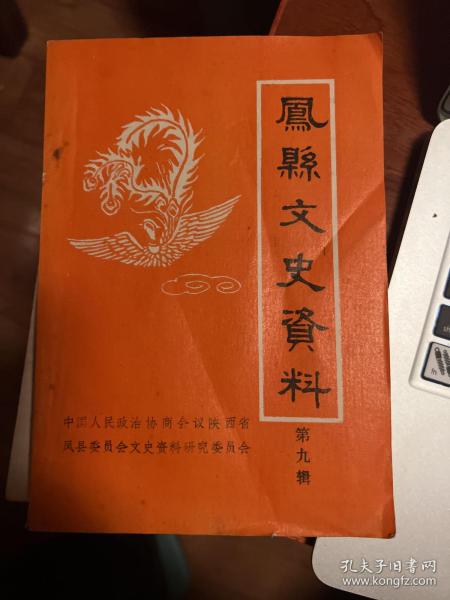 鳳縣文史資料
第九辑
中国人民政治协商会议陕西省
凤县委员会文史资料研究委员会
孔夫子旧书网
www.kongfz.com